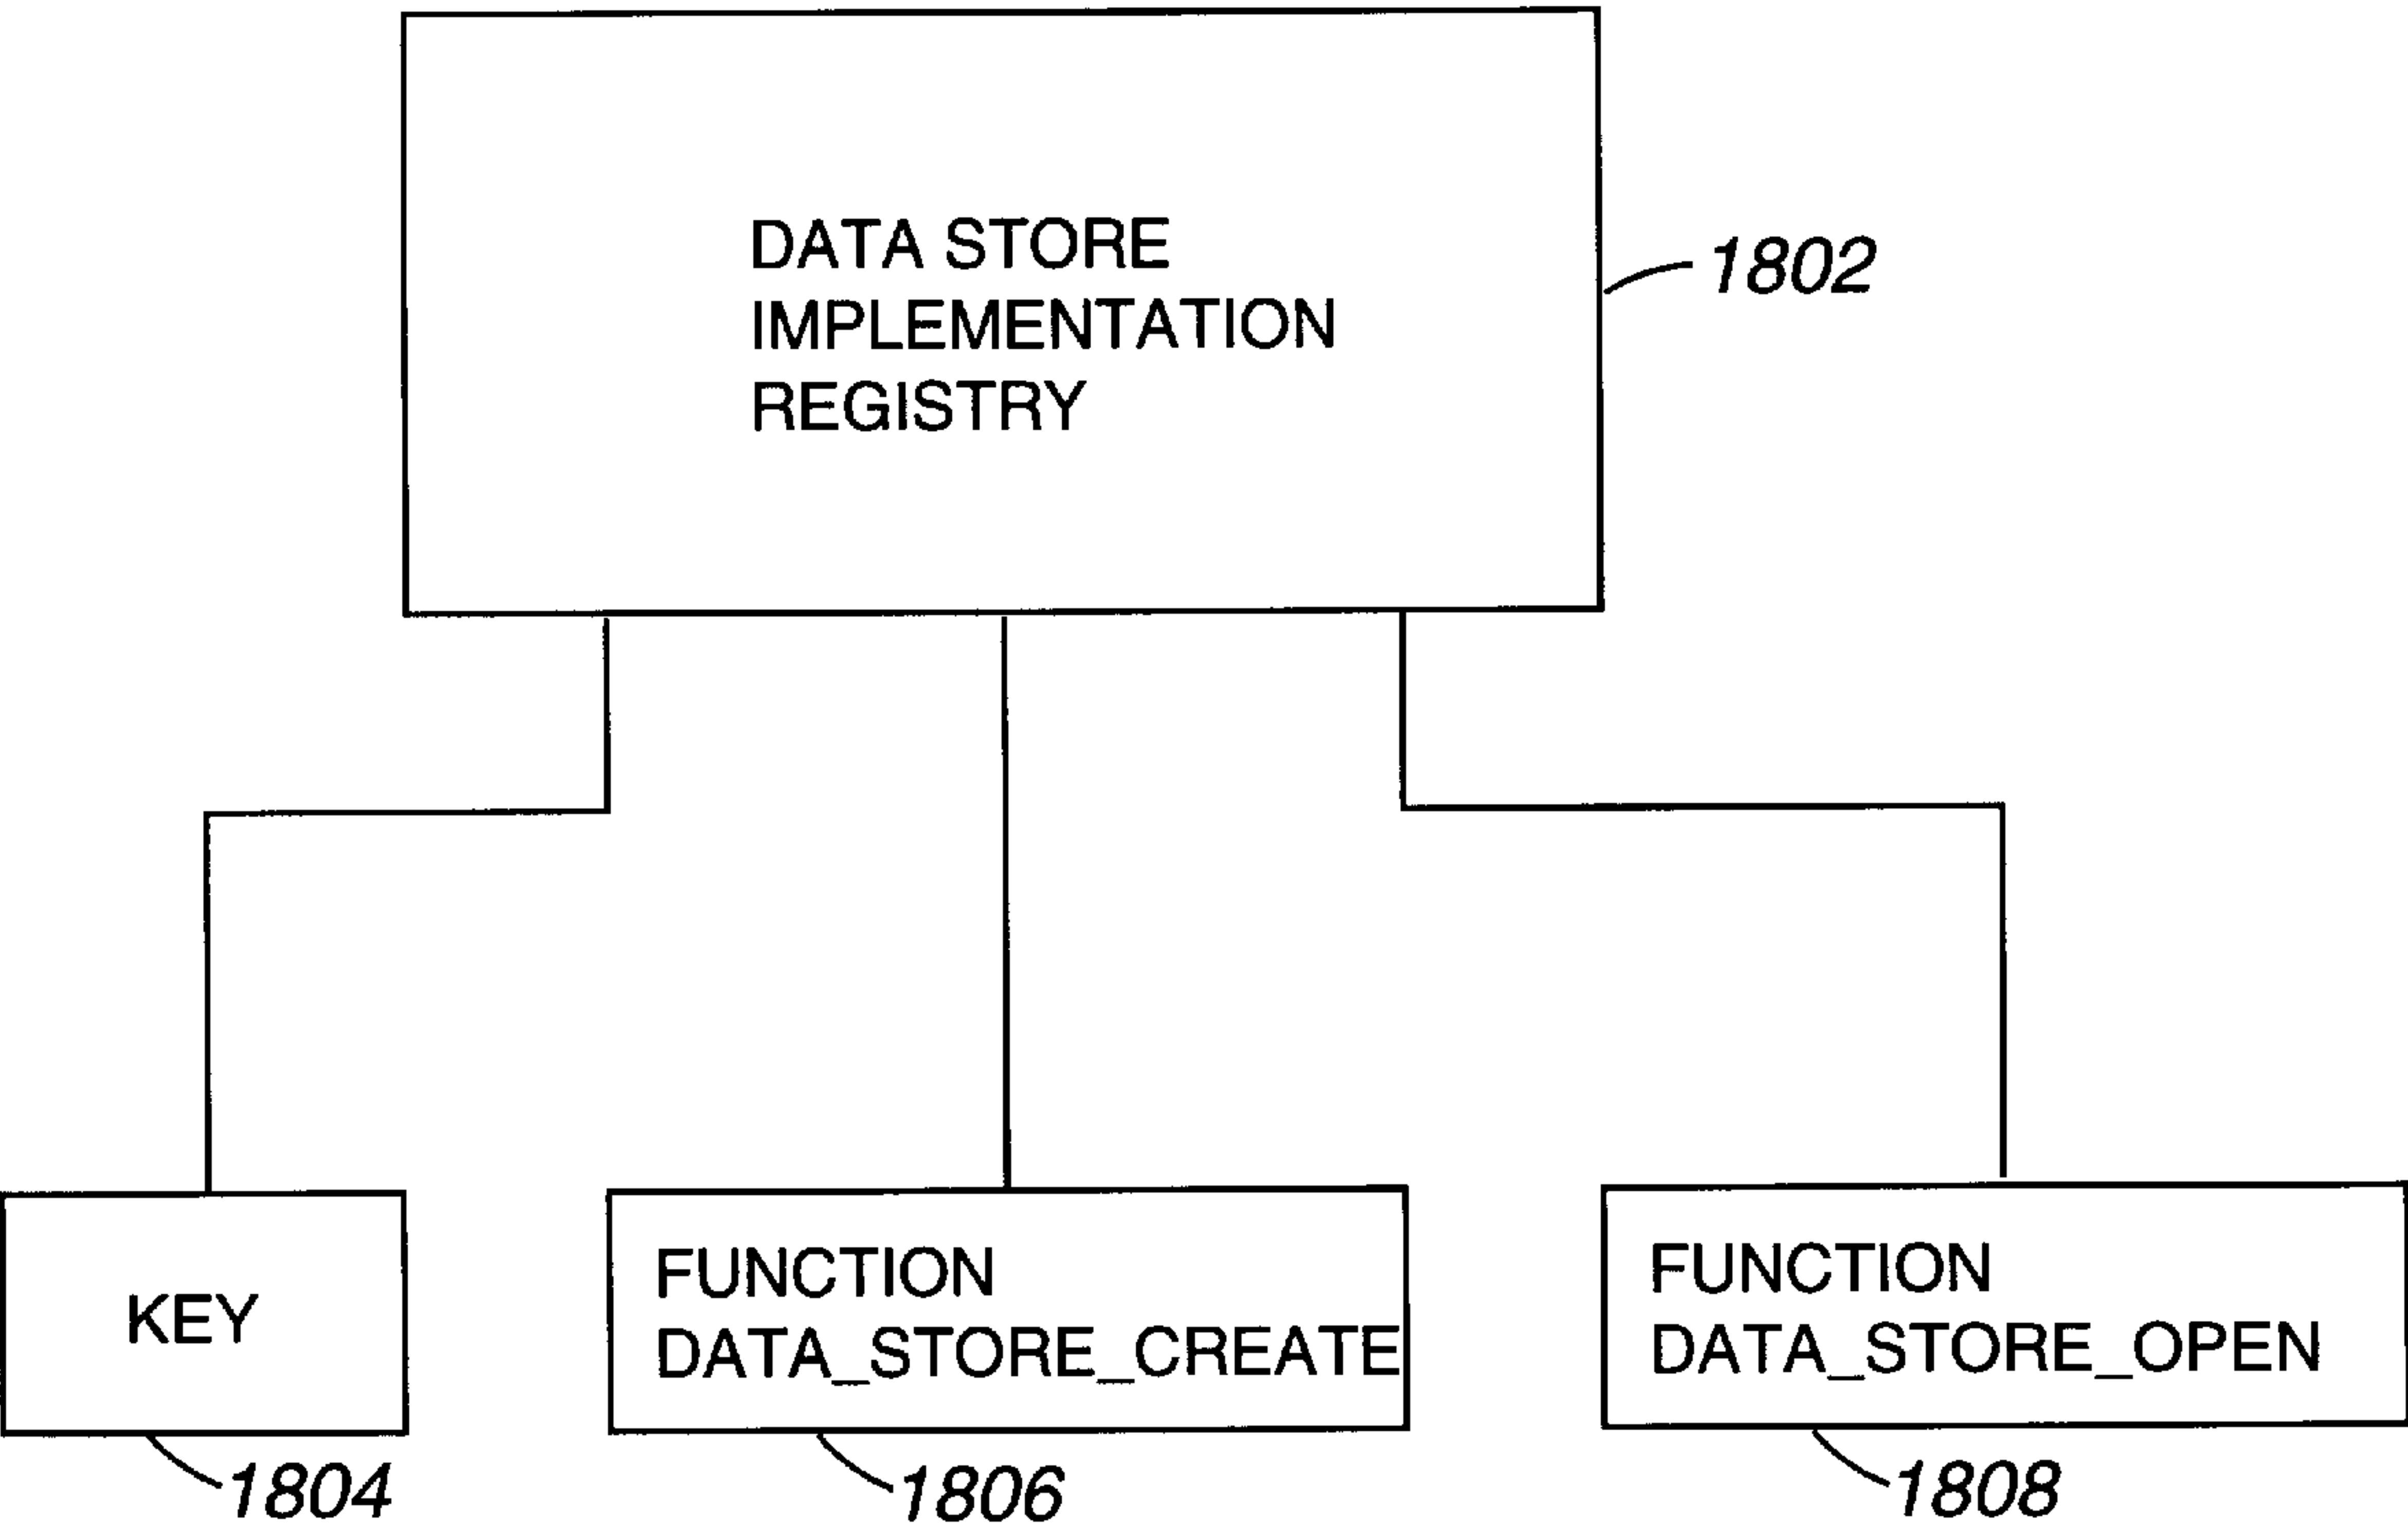 DATA STORE
IMPLEMENTATION
REGISTRY
1802
KEY
1804
FUNCTION
DATA_STORE_CREATE
1806
FUNCTION
DATA_STORE_OPEN
1808